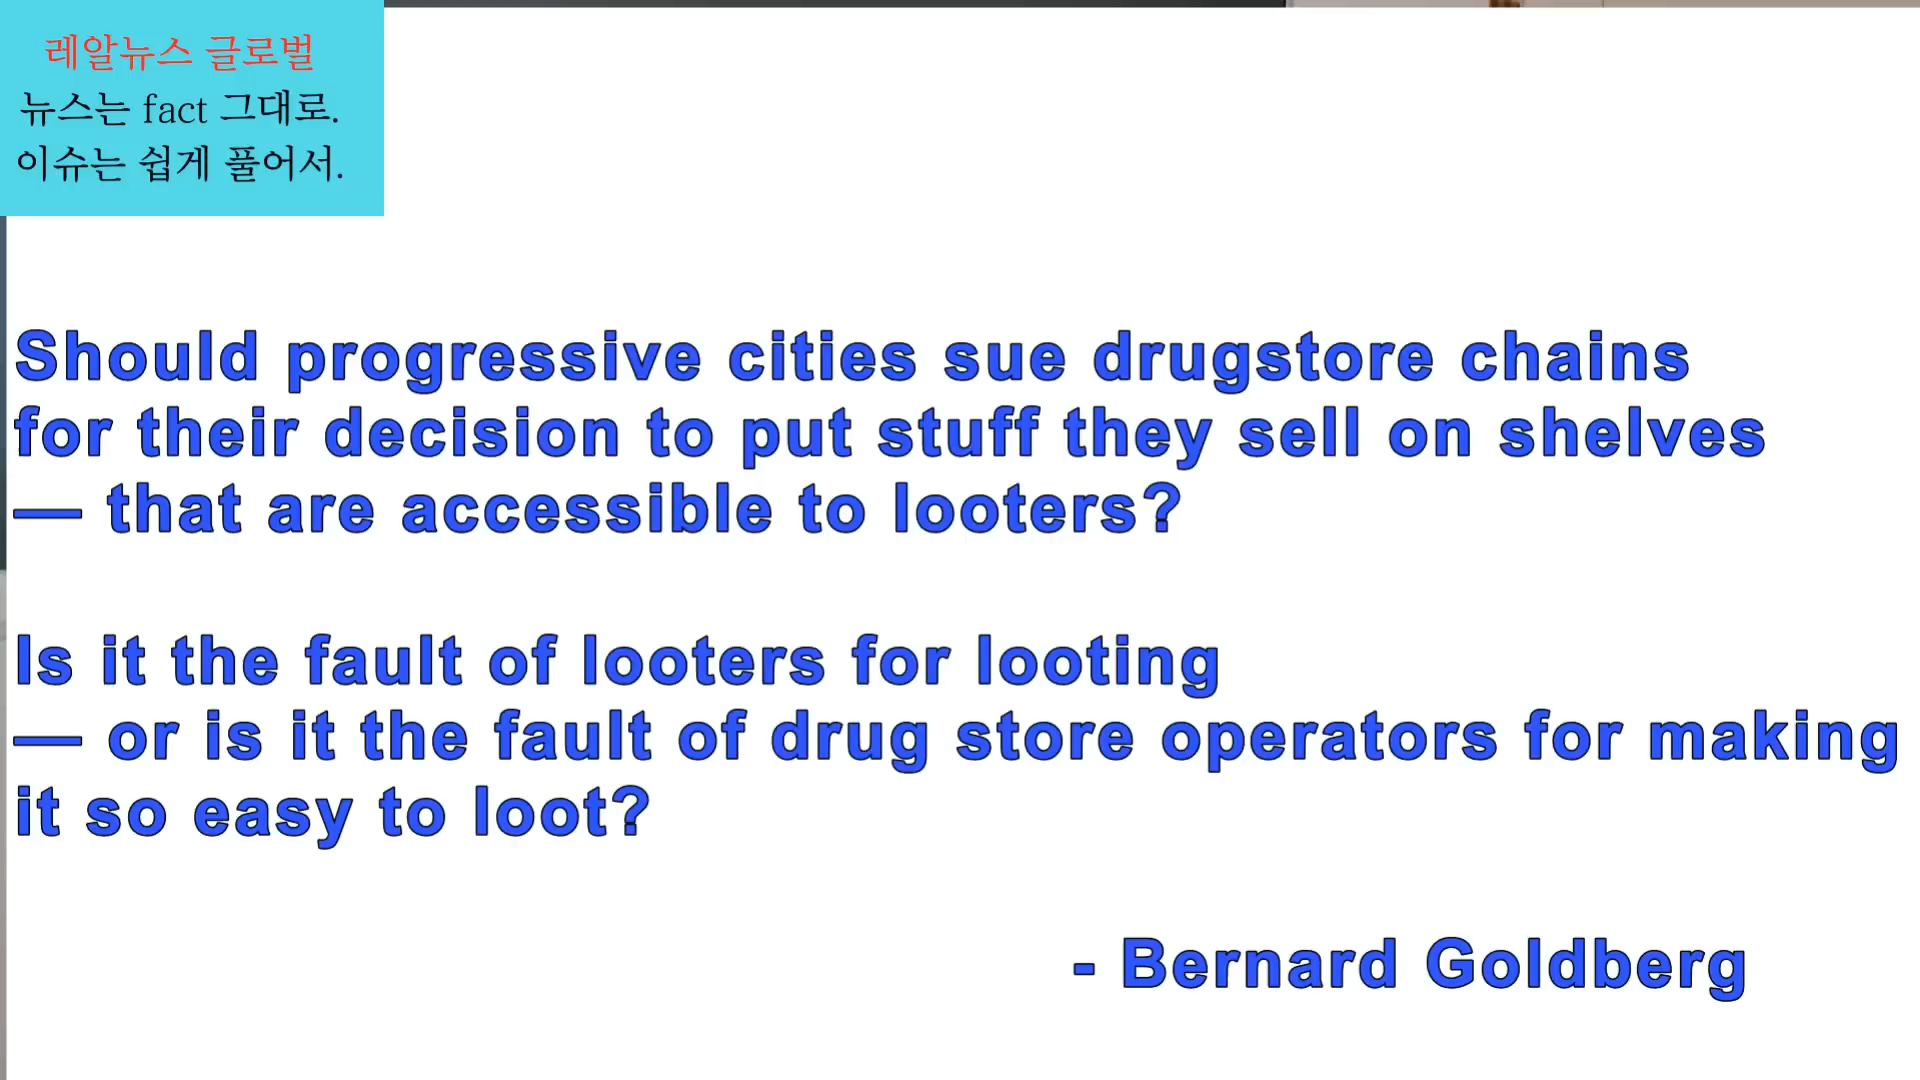 레알뉴스 글로벌
뉴스는 fact 그대로.
이슈는 쉽게 풀어서.
Should progressive cities sue drugstore chains
for their decision to put stuff they sell on shelves
— that are accessible to looters?
Is it the fault of looters for looting
— or is it the fault of drug store operators for making
it so easy to loot?
- Bernard Goldberg